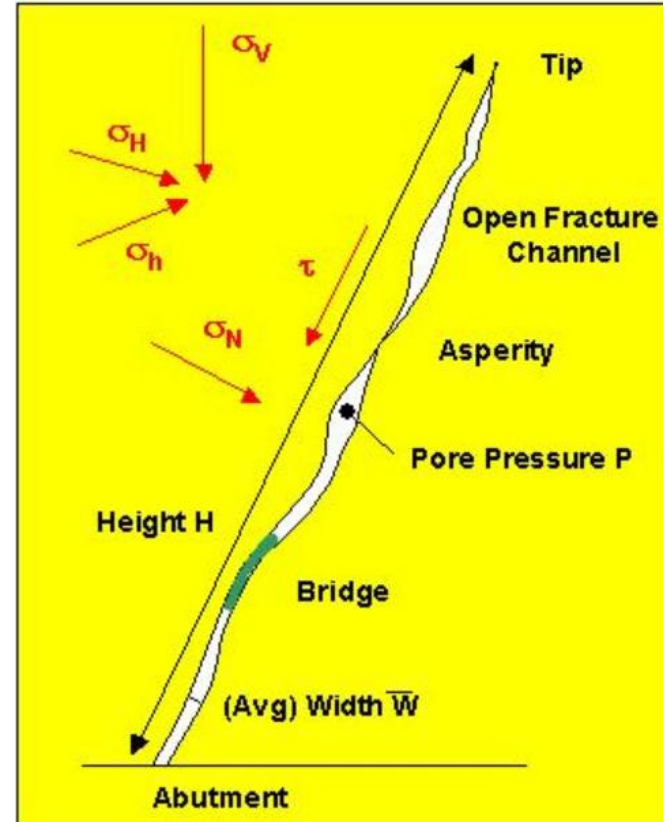 σV
Tip
σH
Open Fracture
Channel
σh
τ
σN
Asperity
Pore Pressure P
Height H
Bridge
(Avg) Width W̅
Abutment